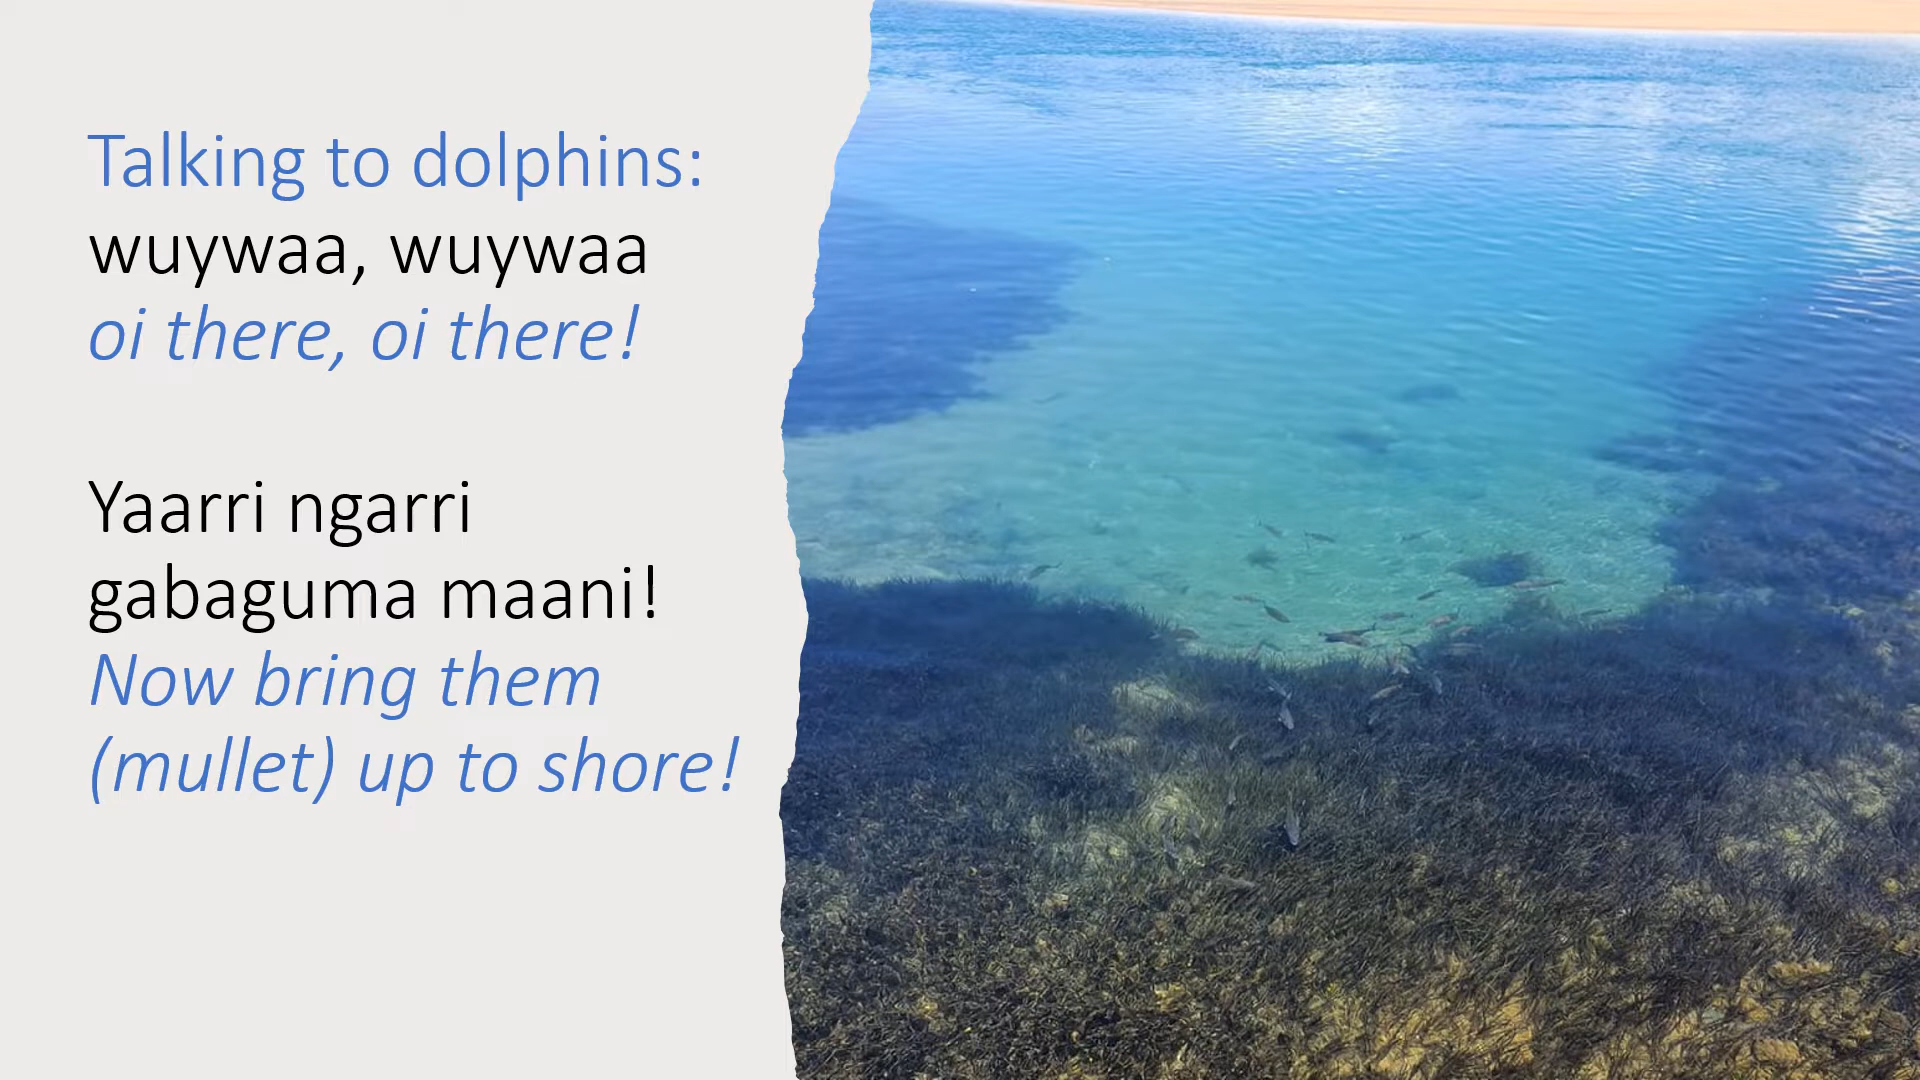 Talking to dolphins:
wuywaa, wuywaa
oi there, oi there!
Yaarri ngarri
gabaguma maani!
Now bring them
(mullet) up to shore!